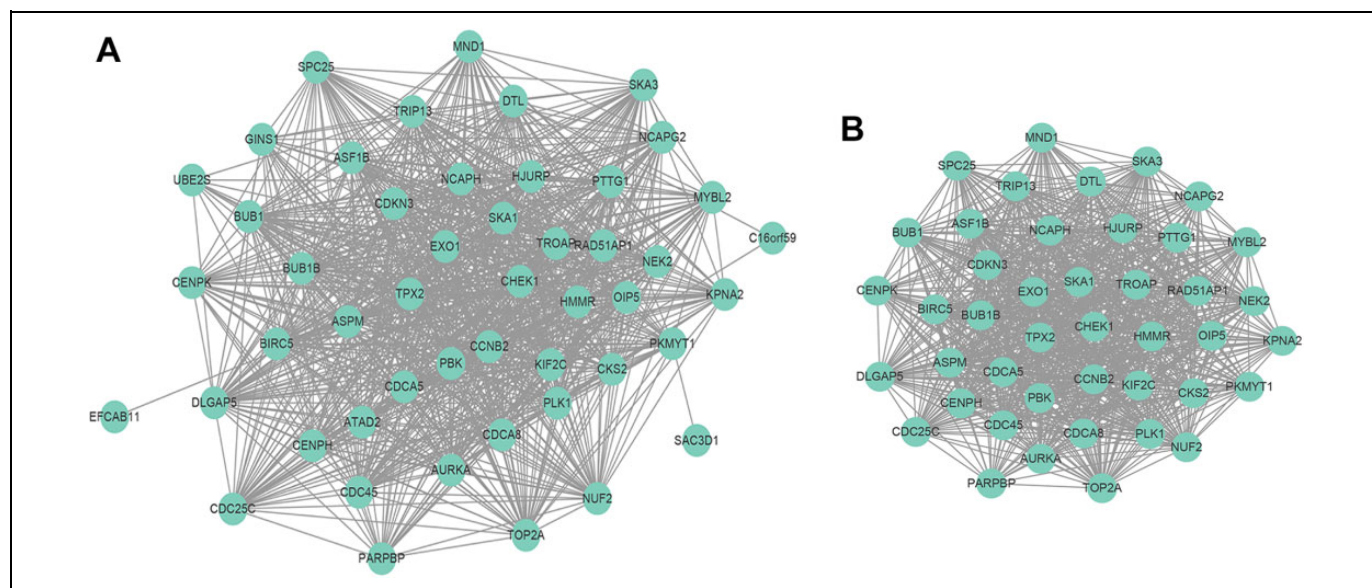 A
MND1
SPC25
SKA3
DTL
TRIP13
NCAPG2
GINS1
ASF1B
NCAPH
HJURP
PTTG1
UBE2S
MYBL2
CDKN3
BUB1
SKA1
C16orf59
EXO1
TROAP
RAD51AP1
BUB1B
NEK2
CENPK
CHEK1
TPX2
HMMR
OIP5
KPNA2
ASPM
BIRC5
CCNB2
PKMYT1
PBK
KIF2C
CKS2
CDCA5
DLGAP5
PLK1
EFCAB11
ATAD2
CDCA8
SAC3D1
CENPH
AURKA
CDC45
NUF2
CDC25C
TOP2A
PARPBP
B
MND1
SPC25
SKA3
TRIP13
DTL
NCAPG2
ASF1B
BUB1
NCAPH
HJURP
PTTG1
MYBL2
CDKN3
CENPK
EXO1
SKA1
TROAP
RAD51AP1
NEK2
BIRC5
BUB1B
CHEK1
TPX2
HMMR
OIP5
KPNA2
ASPM
DLGAP5
CDCA5
CCNB2
KIF2C
CKS2
PKMYT1
CENPH
PBK
CDC25C
CDC45
CDCA8
PLK1
NUF2
AURKA
PARPBP
TOP2A